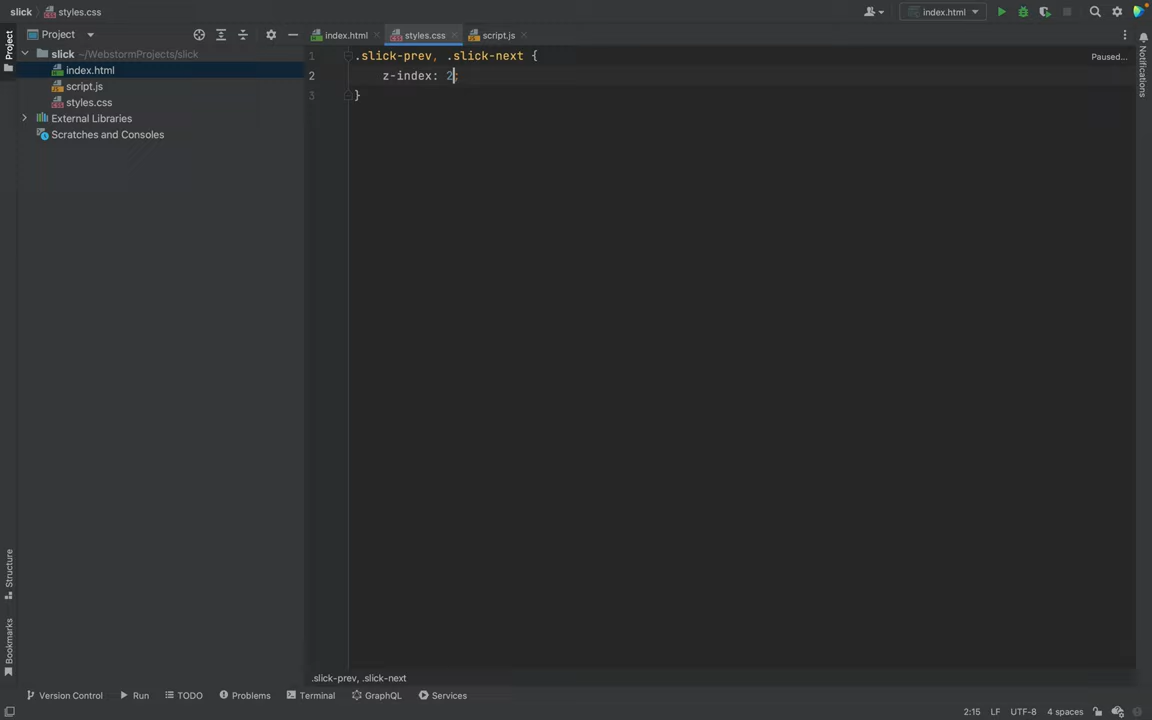 slick styles.css
index.html
Project
index.html styles.css script.js
Project
slick ~/WebstormProjects/slick
index.html
script.js
styles.css
External Libraries
Scratches and Consoles
1 .slick-prev, .slick-next {
2 z-index: 2;
3 }
Paused...
Notifications
Structure
Bookmarks
.slick-prev, .slick-next
Version Control Run TODO Problems Terminal GraphQL Services
2:15 LF UTF-8 4 spaces